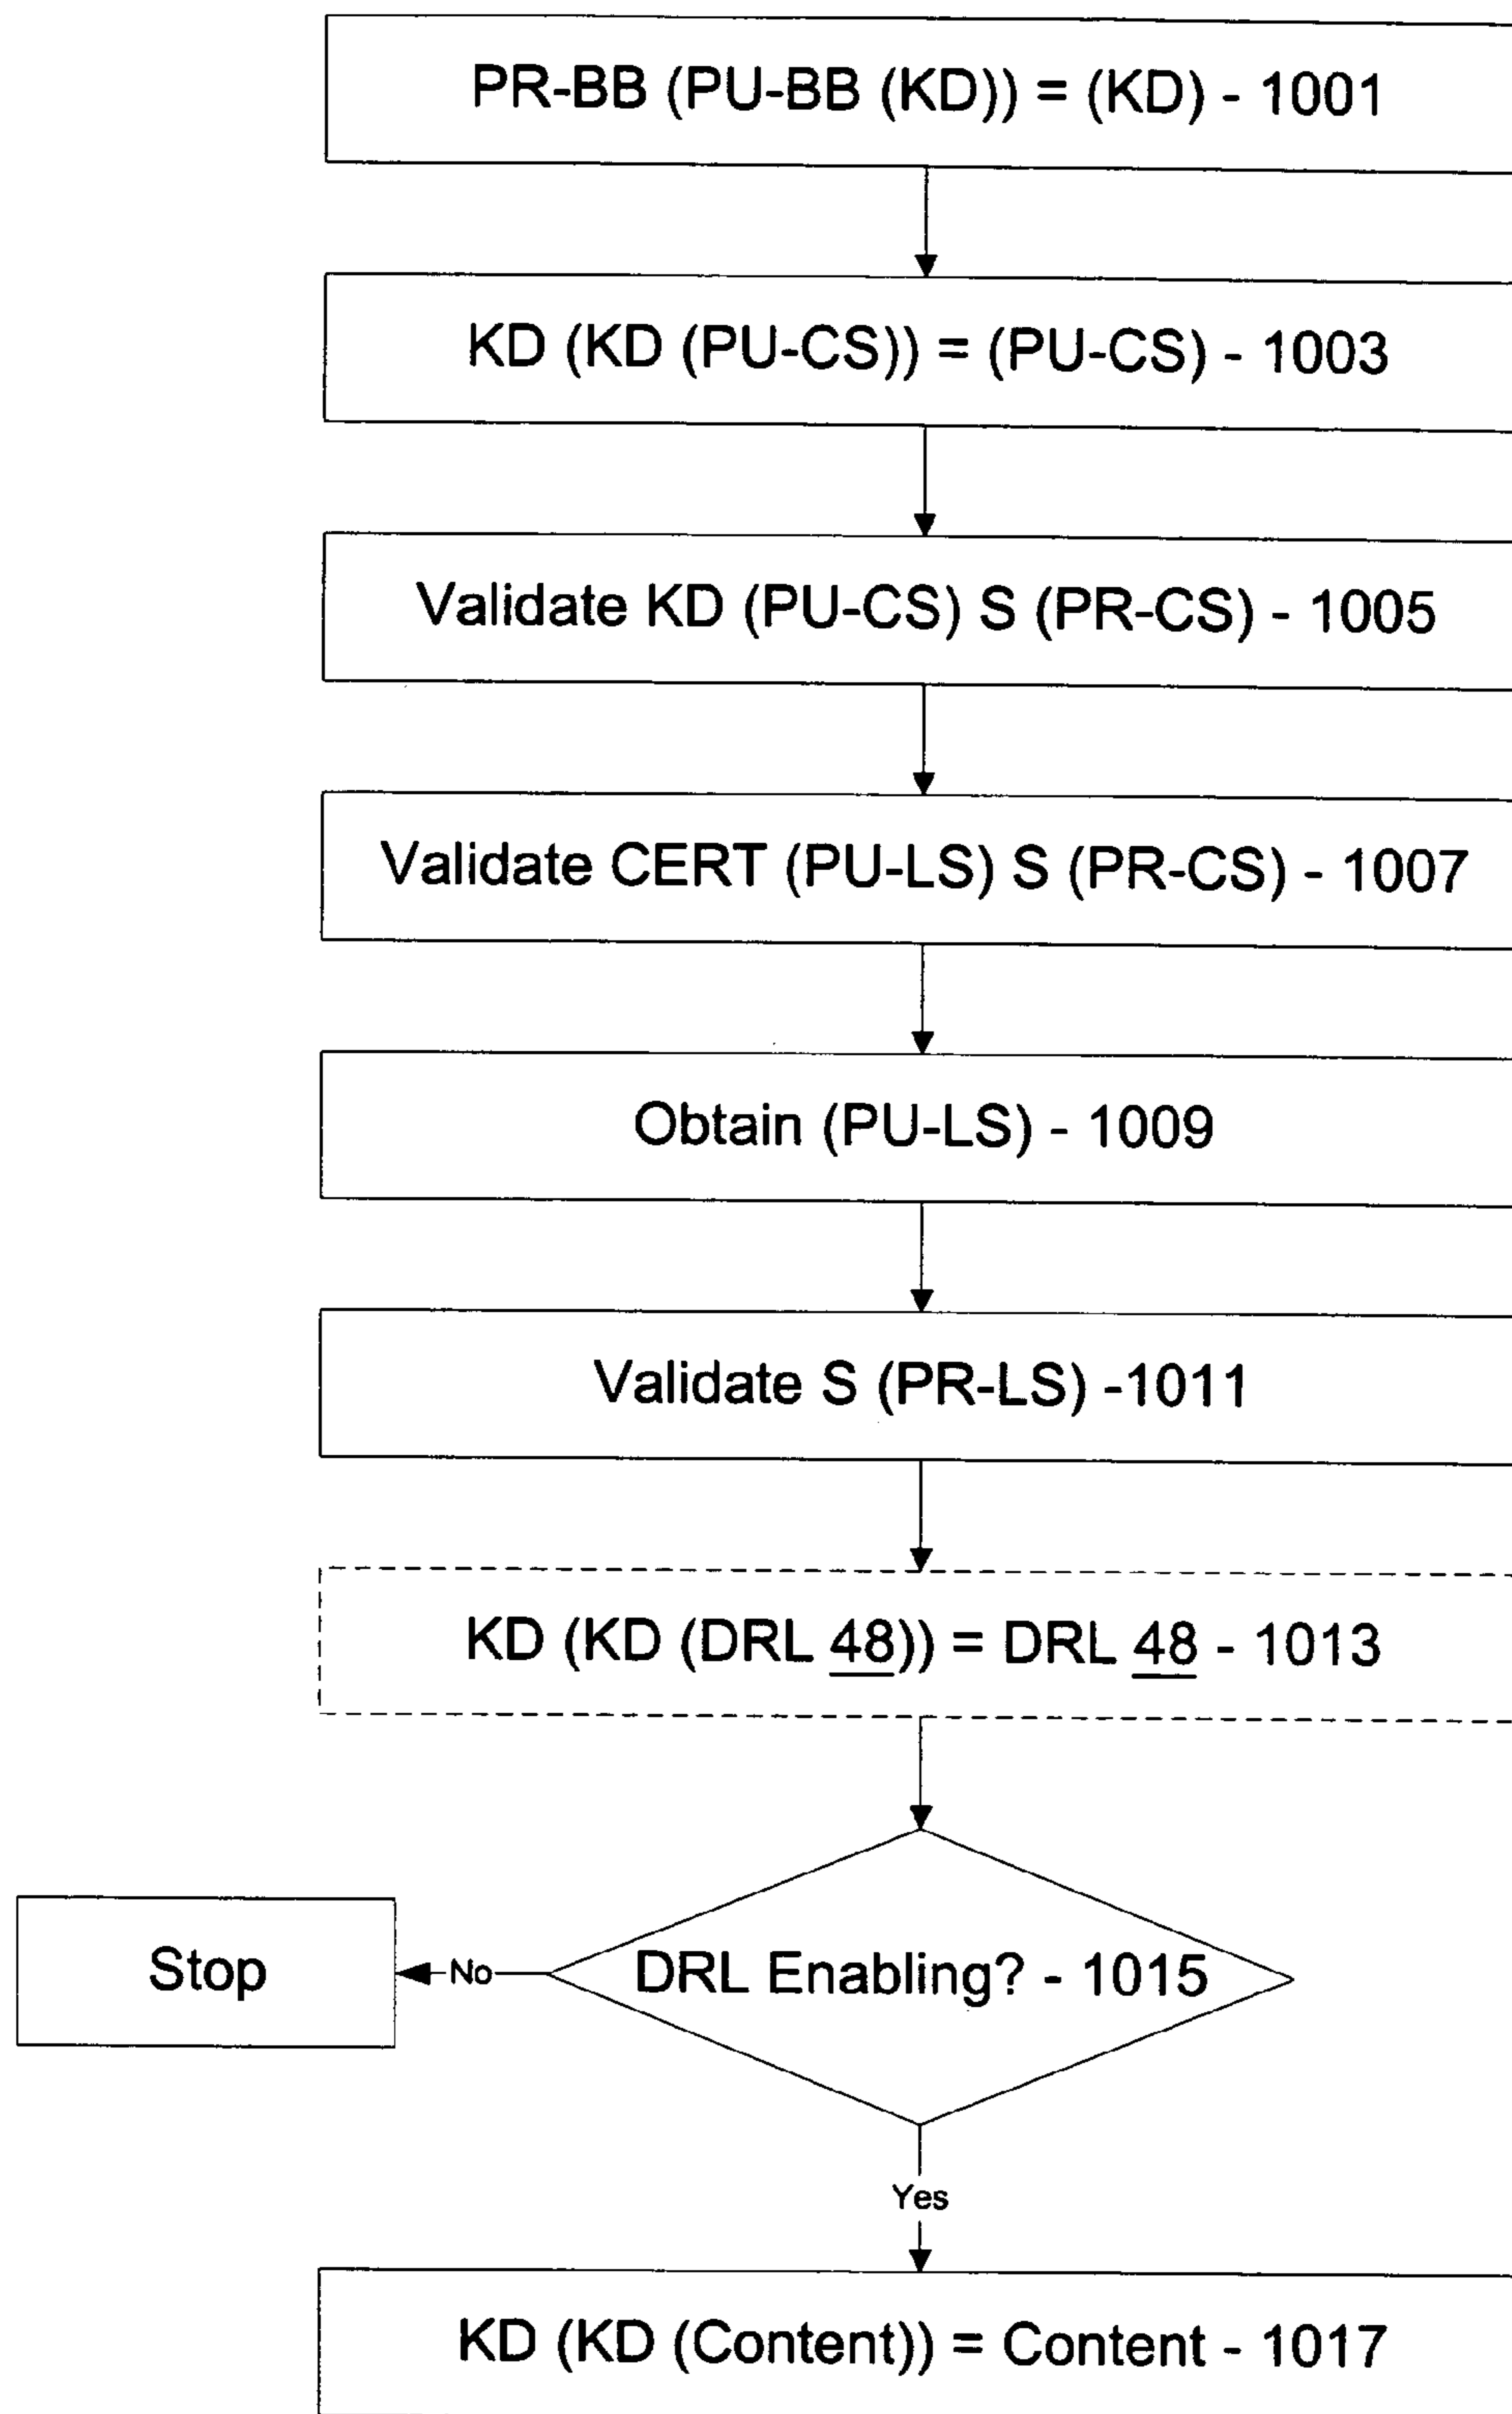 PR-BB (PU-BB (KD)) = (KD) - 1001
KD (KD (PU-CS)) = (PU-CS) - 1003
Validate KD (PU-CS) S (PR-CS) - 1005
Validate CERT (PU-LS) S (PR-CS) - 1007
Obtain (PU-LS) - 1009
Validate S (PR-LS) -1011
KD (KD (DRL 48)) = DRL 48 - 1013
DRL Enabling? - 1015
No
Stop
Yes
KD (KD (Content)) = Content - 1017